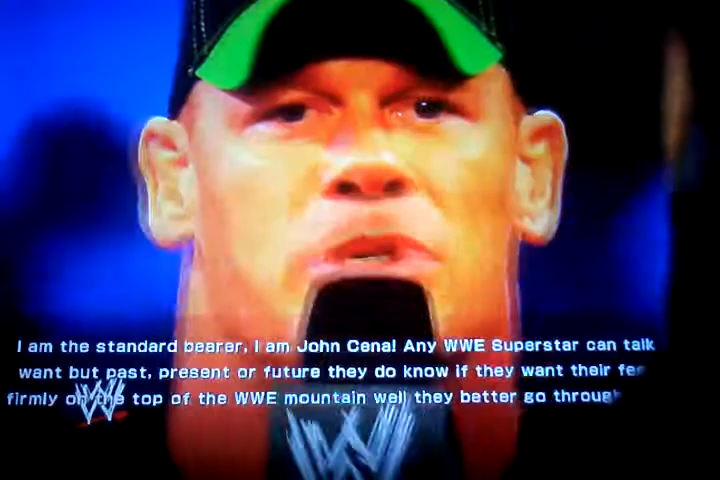 I am the standard bearer, I am John Cena! Any WWE Superstar can talk
want but past, present or future they do know if they want their
firmly on the top of the WWE mountain well they better go
W
W